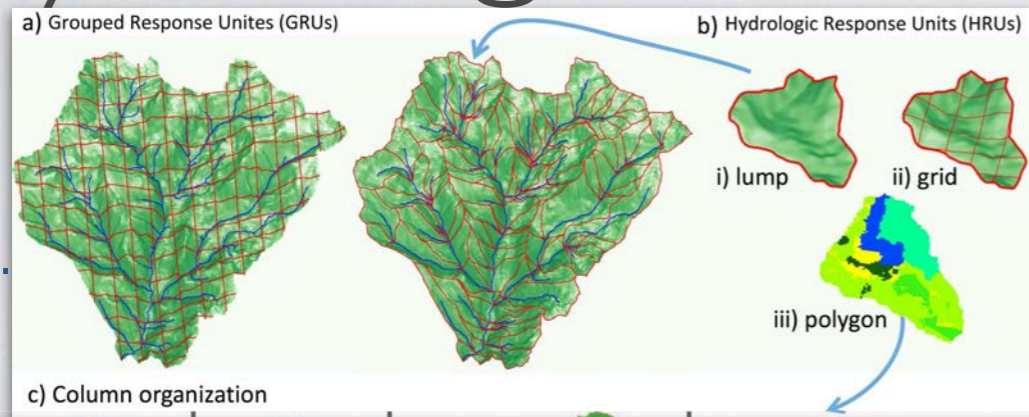 a) Grouped Response Unites (GRUs)
b) Hydrologic Response Units (HRUs)
i) lump
ii) grid
iii) polygon
c) Column organization